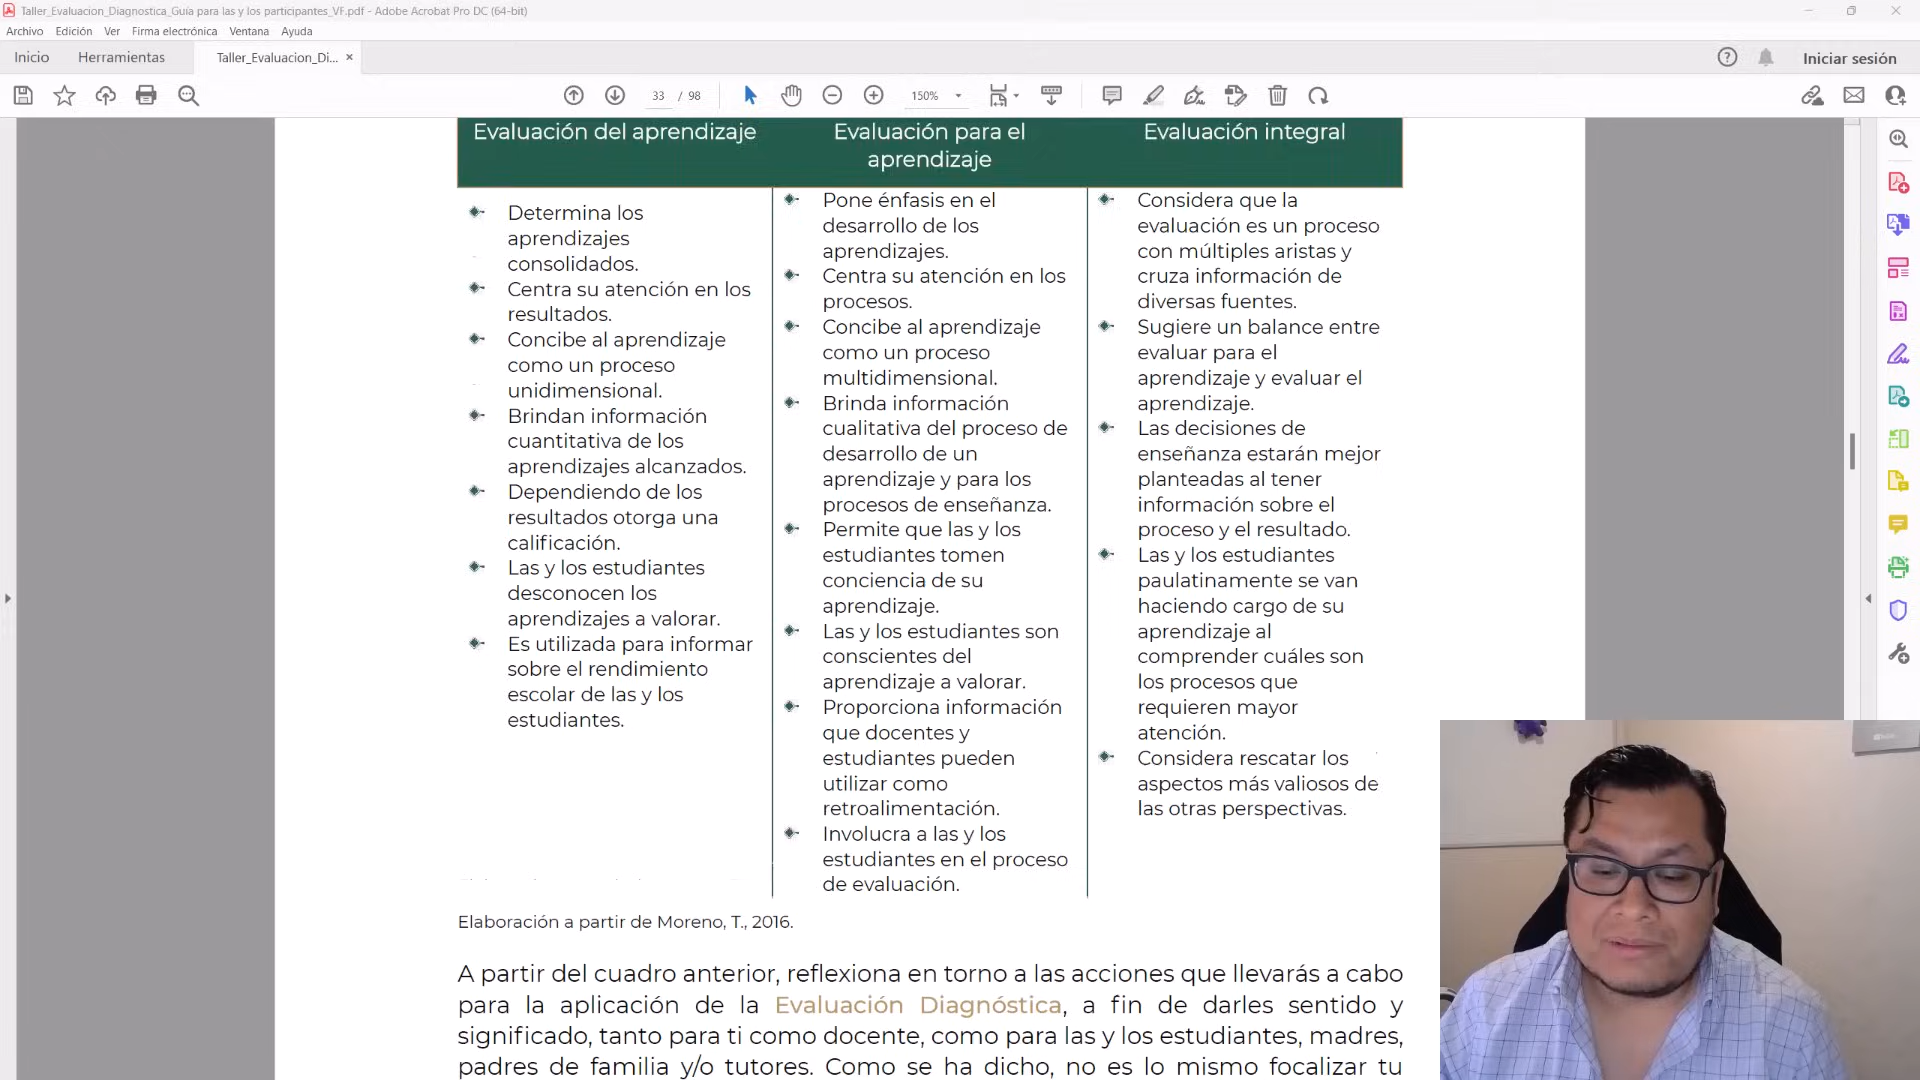 Taller_Evaluacion_Diagnostica_Guía para las y los participantes_VF.pdf - Adobe Acrobat Pro DC (64-bit)
Archivo Edición Ver Firma electrónica Ventana Ayuda
Inicio Herramientas Taller_Evaluacion_Di... × Iniciar sesión
33 / 98 150%
Evaluación del aprendizaje
Determina los
aprendizajes
consolidados.
Centra su atención en los
resultados.
Concibe al aprendizaje
como un proceso
unidimensional.
Brindan información
cuantitativa de los
aprendizajes alcanzados.
Dependiendo de los
resultados otorga una
calificación.
Las y los estudiantes
desconocen los
aprendizajes a valorar.
Es utilizada para informar
sobre el rendimiento
escolar de las y los
estudiantes.
Evaluación para el
aprendizaje
Pone énfasis en el
desarrollo de los
aprendizajes.
Centra su atención en los
procesos.
Concibe al aprendizaje
como un proceso
multidimensional.
Brinda información
cualitativa del proceso de
desarrollo de un
aprendizaje y para los
procesos de enseñanza.
Permite que las y los
estudiantes tomen
conciencia de su
aprendizaje.
Las y los estudiantes son
conscientes del
aprendizaje a valorar.
Proporciona información
que docentes y
estudiantes pueden
utilizar como
retroalimentación.
Involucra a las y los
estudiantes en el proceso
de evaluación.
Evaluación integral
Considera que la
evaluación es un proceso
con múltiples aristas y
cruza información de
diversas fuentes.
Sugiere un balance entre
evaluar para el
aprendizaje y evaluar el
aprendizaje.
Las decisiones de
enseñanza estarán mejor
planteadas al tener
información sobre el
proceso y el resultado.
Las y los estudiantes
paulatinamente se van
haciendo cargo de su
aprendizaje al
comprender cuáles son
los procesos que
requieren mayor
atención.
Considera rescatar los
aspectos más valiosos de
las otras perspectivas.
Elaboración a partir de Moreno, T., 2016.
A partir del cuadro anterior, reflexiona en torno a las acciones que llevarás a cabo
para la aplicación de la Evaluación Diagnóstica, a fin de darles sentido y
significado, tanto para ti como docente, como para las y los estudiantes, madres,
padres de familia y/o tutores. Como se ha dicho, no es lo mismo focalizar tu